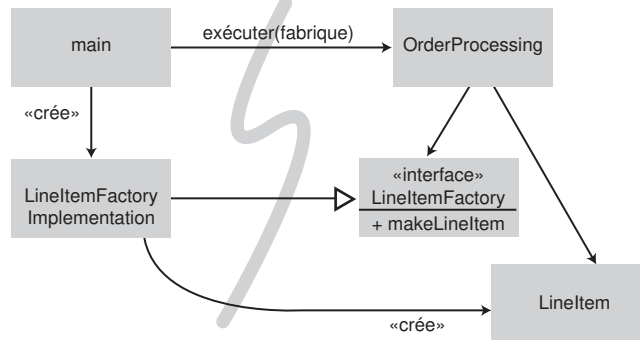 main
exécuter(fabrique)
OrderProcessing
«crée»
LineItemFactory
Implementation
«interface»
LineItemFactory
+ makeLineItem
LineItem
«crée»